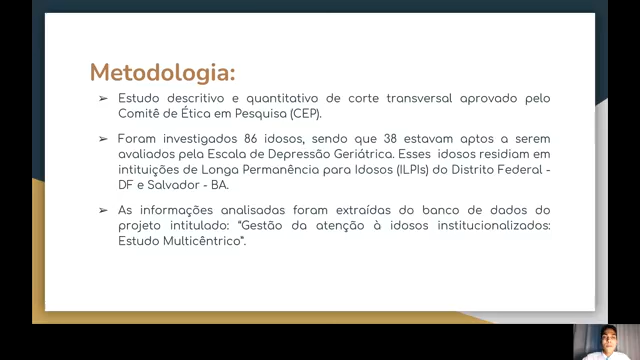 Metodologia:
➢ Estudo descritivo e quantitativo de corte transversal aprovado pelo
Comitê de Ética em Pesquisa (CEP).
➢ Foram investigados 86 idosos, sendo que 38 estavam aptos a serem
avaliados pela Escala de Depressão Geriátrica. Esses idosos residiam em
intituições de Longa Permanência para Idosos (ILPIs) do Distrito Federal -
DF e Salvador - BA.
➢ As informações analisadas foram extraídas do banco de dados do
projeto intitulado: "Gestão da atenção à idosos institucionalizados:
Estudo Multicêntrico".